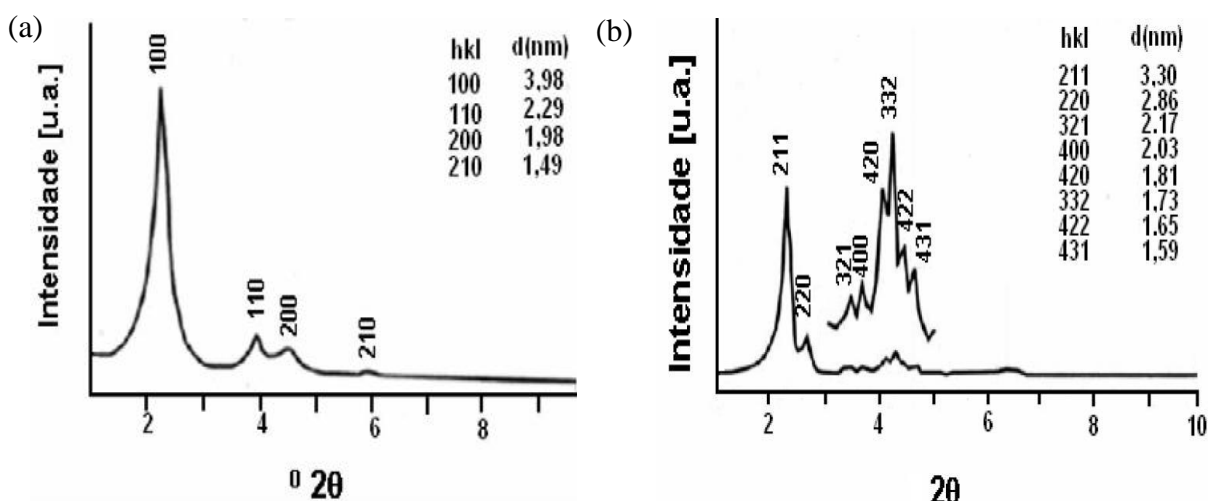 (a)
Intensidade [u.a.]
100
110
200
210
hkl d(nm)
100 3,98
110 2,29
200 1,98
210 1,49
2 4 6 8
º 2θ
(b)
Intensidade [u.a.]
211
220
321
400
420
332
422
431
hkl d(nm)
211 3.30
220 2.86
321 2.17
400 2.03
420 1.81
332 1,73
422 1.65
431 1,59
2 4 6 8 10
2θ